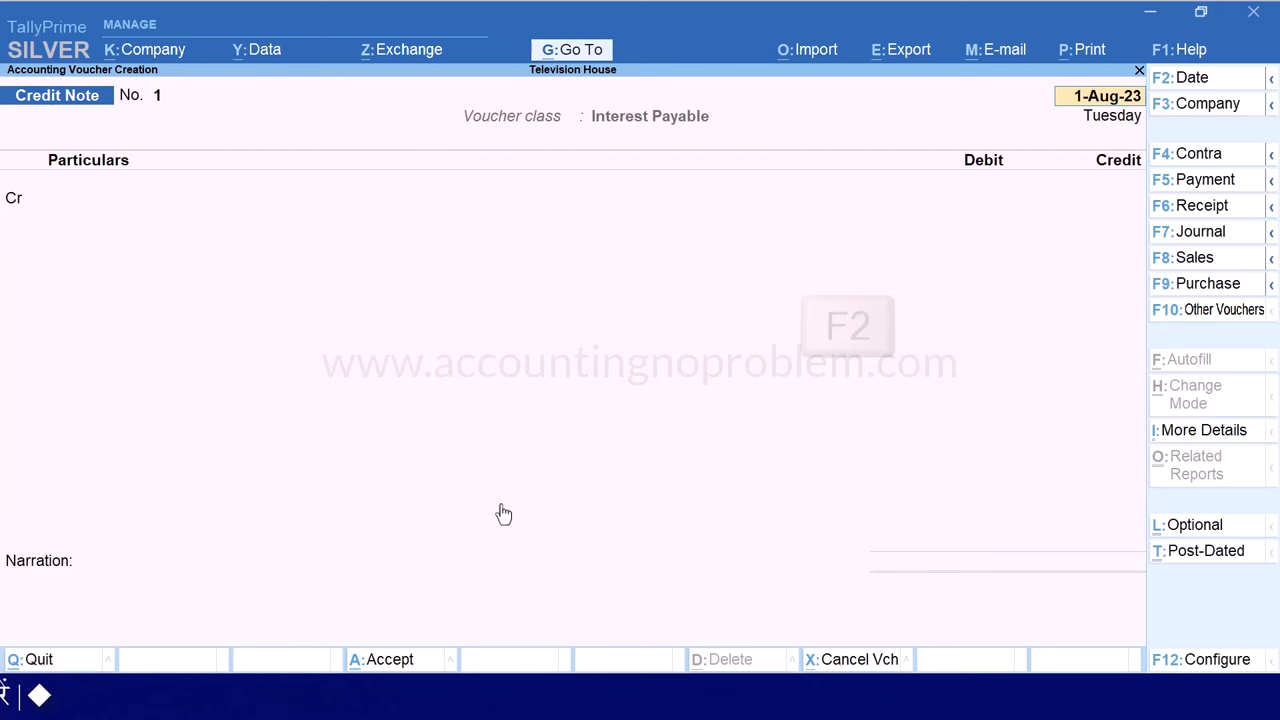 TallyPrime MANAGE
SILVER K:Company Y:Data Z:Exchange G:Go To O:Import E:Export M:E-mail P:Print F1:Help
Accounting Voucher Creation Television House ×
Credit Note No. 1 1-Aug-23
Voucher class : Interest Payable Tuesday
Particulars Debit Credit
Cr
F2
www.accountingnoproblem.com
Narration:
F2:Date
F3:Company
F4:Contra
F5:Payment
F6:Receipt
F7:Journal
F8:Sales
F9:Purchase
F10:Other Vouchers
F:Autofill
H:Change
Mode
I:More Details
O:Related
Reports
L:Optional
T:Post-Dated
Q:Quit A:Accept D:Delete X:Cancel Vch F12:Configure